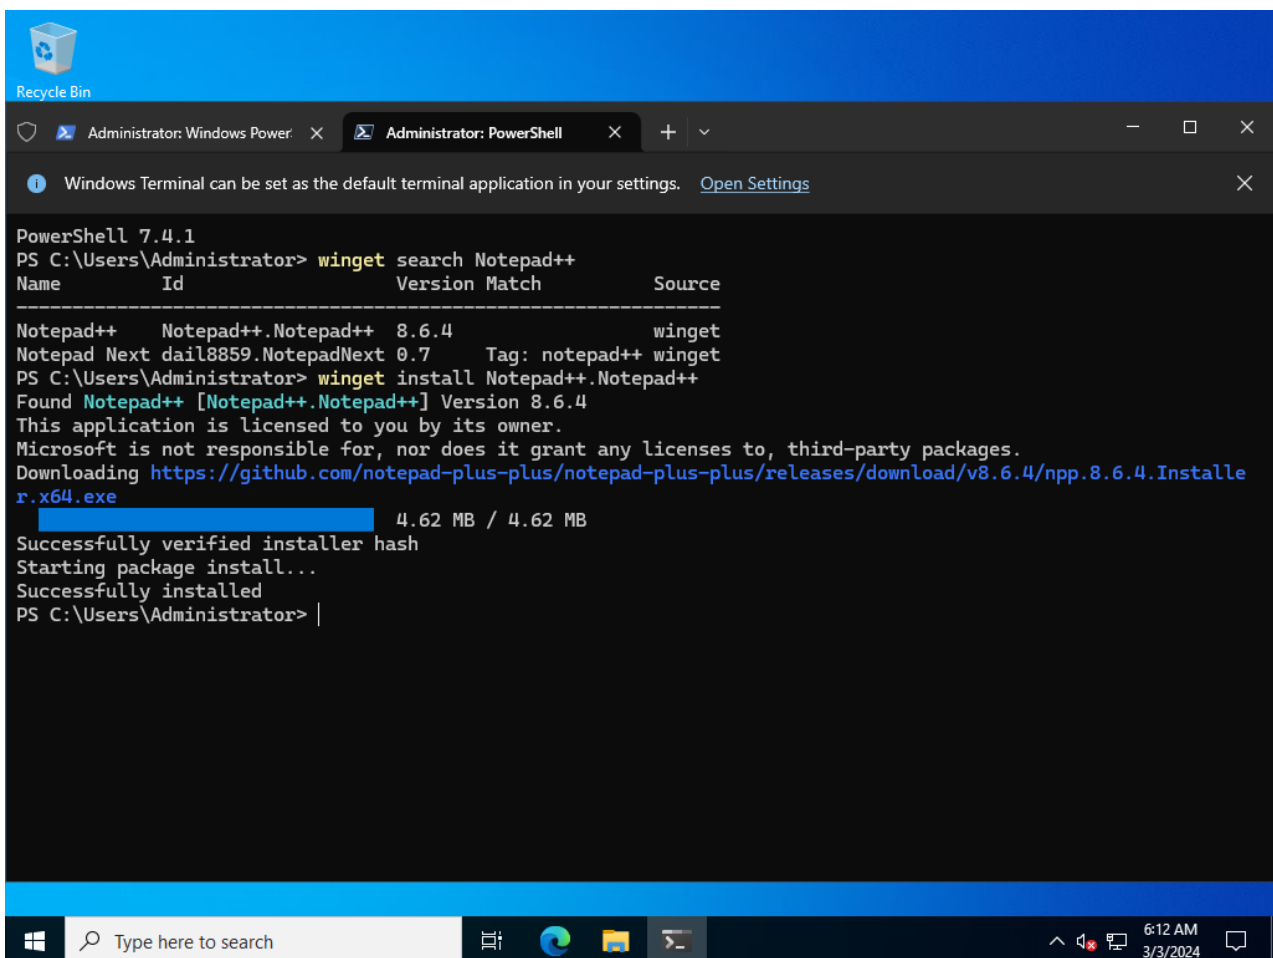 Recycle Bin
Administrator: Windows Power
Administrator: PowerShell
Windows Terminal can be set as the default terminal application in your settings. Open Settings
PowerShell 7.4.1
PS C:\Users\Administrator> winget search Notepad++
Name Id Version Match Source
Notepad++ Notepad++.Notepad++ 8.6.4 winget
Notepad Next dail8859.NotepadNext 0.7 Tag: notepad++ winget
PS C:\Users\Administrator> winget install Notepad++.Notepad++
Found Notepad++ [Notepad++.Notepad++] Version 8.6.4
This application is licensed to you by its owner.
Microsoft is not responsible for, nor does it grant any licenses to, third-party packages.
Downloading https://github.com/notepad-plus-plus/notepad-plus-plus/releases/download/v8.6.4/npp.8.6.4.Installe
r.x64.exe
4.62 MB / 4.62 MB
Successfully verified installer hash
Starting package install...
Successfully installed
PS C:\Users\Administrator>
Type here to search
6:12 AM
3/3/2024